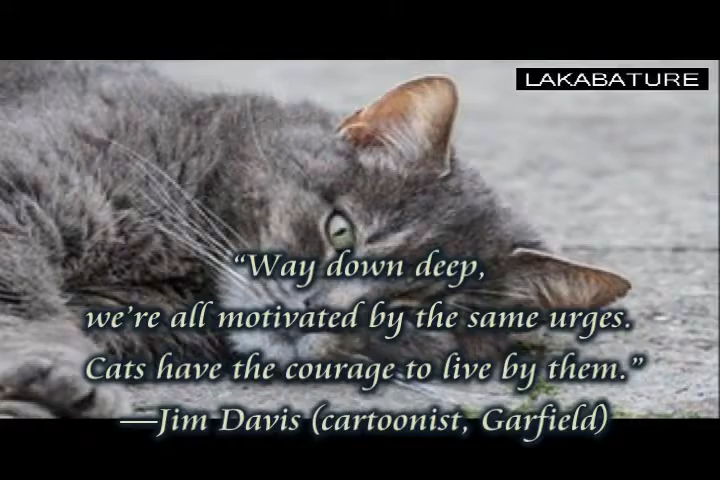 LAKABATURE
“Way down deep,
we're all motivated by the same urges.
Cats have the courage to live by them.”
—Jim Davis (cartoonist, Garfield)